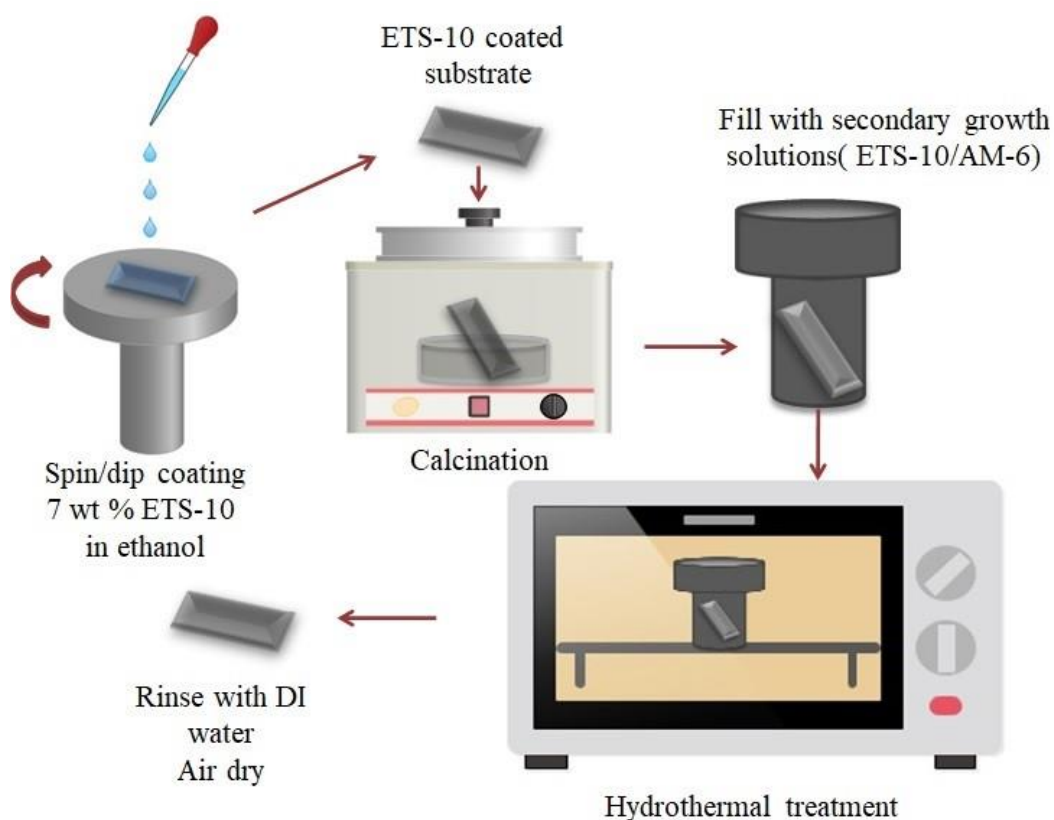 ETS-10 coated
substrate
Fill with secondary growth
solutions( ETS-10/AM-6)
Spin/dip coating
7 wt % ETS-10
in ethanol
Calcination
Rinse with DI
water
Air dry
Hydrothermal treatment